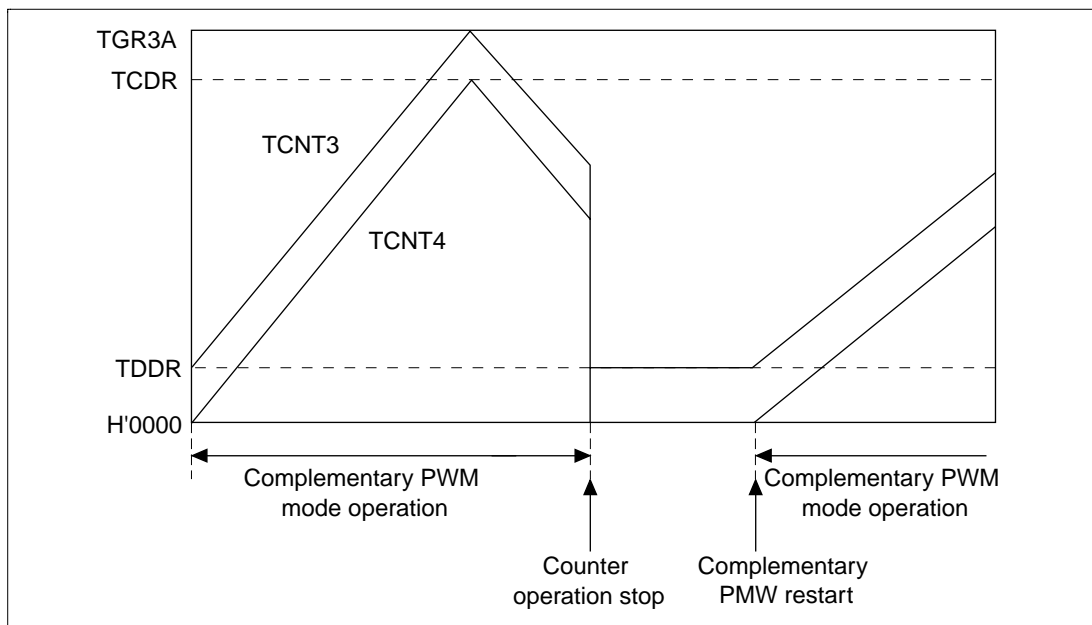 TGR3A
TCDR
TCNT3
TCNT4
TDDR
H'0000
Complementary PWM
mode operation
Complementary PWM
mode operation
Counter
operation stop
Complementary
PMW restart